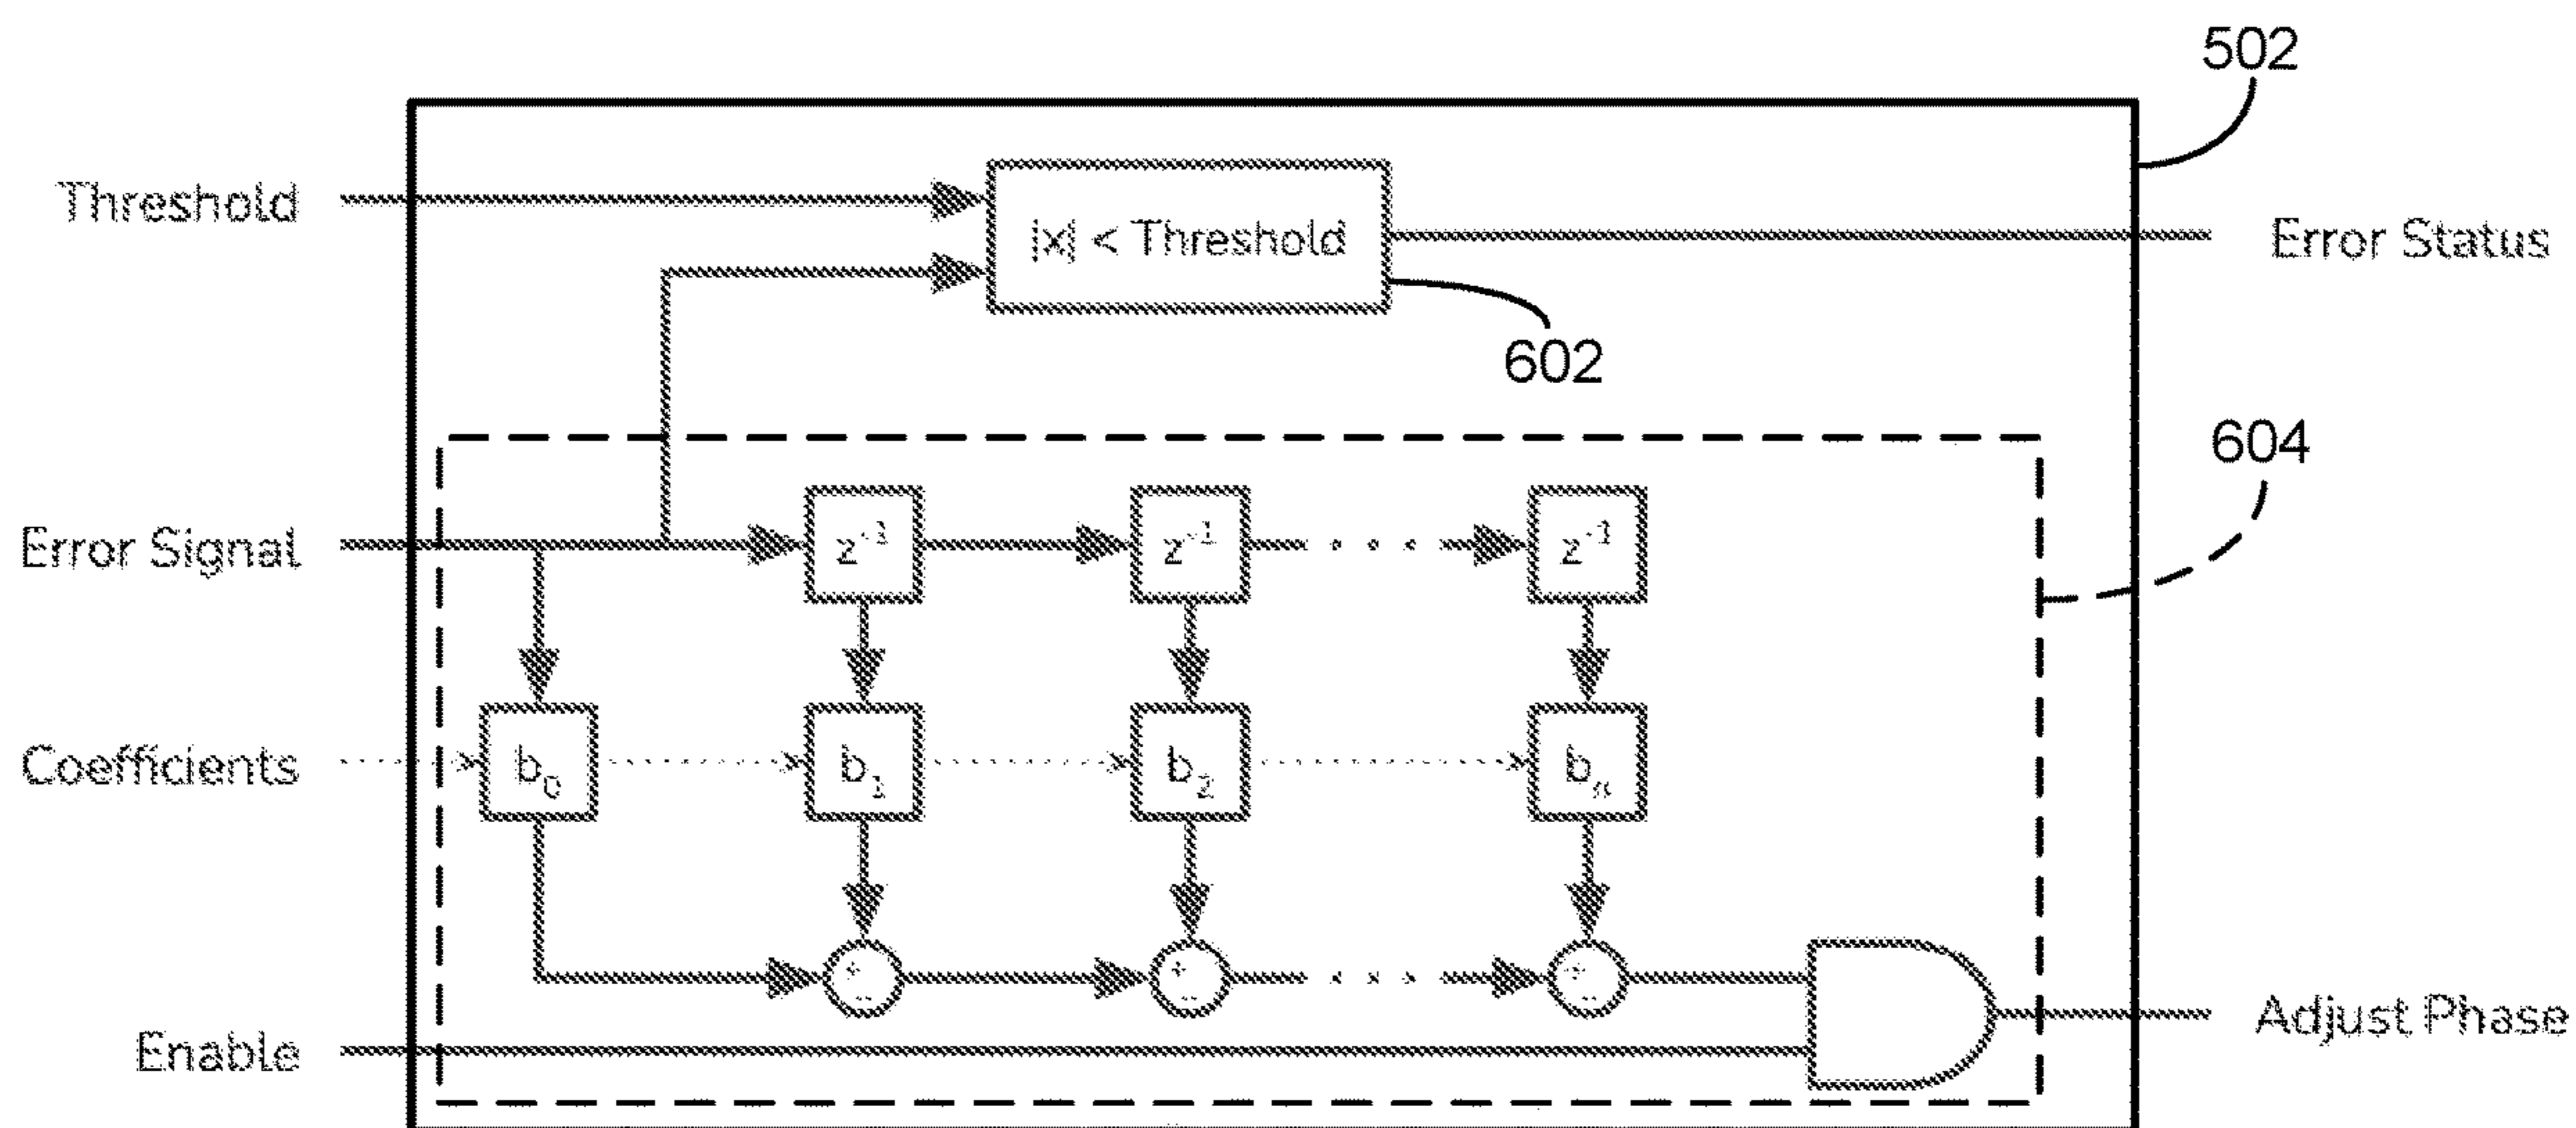 502
Threshold
|x| < Threshold
Error Status
602
604
Error Signal
z⁻¹ z⁻¹ . . . z⁻¹
Coefficients
b₀ b₁ b₂ bₙ
+ - + - . . . + -
Enable
Adjust Phase